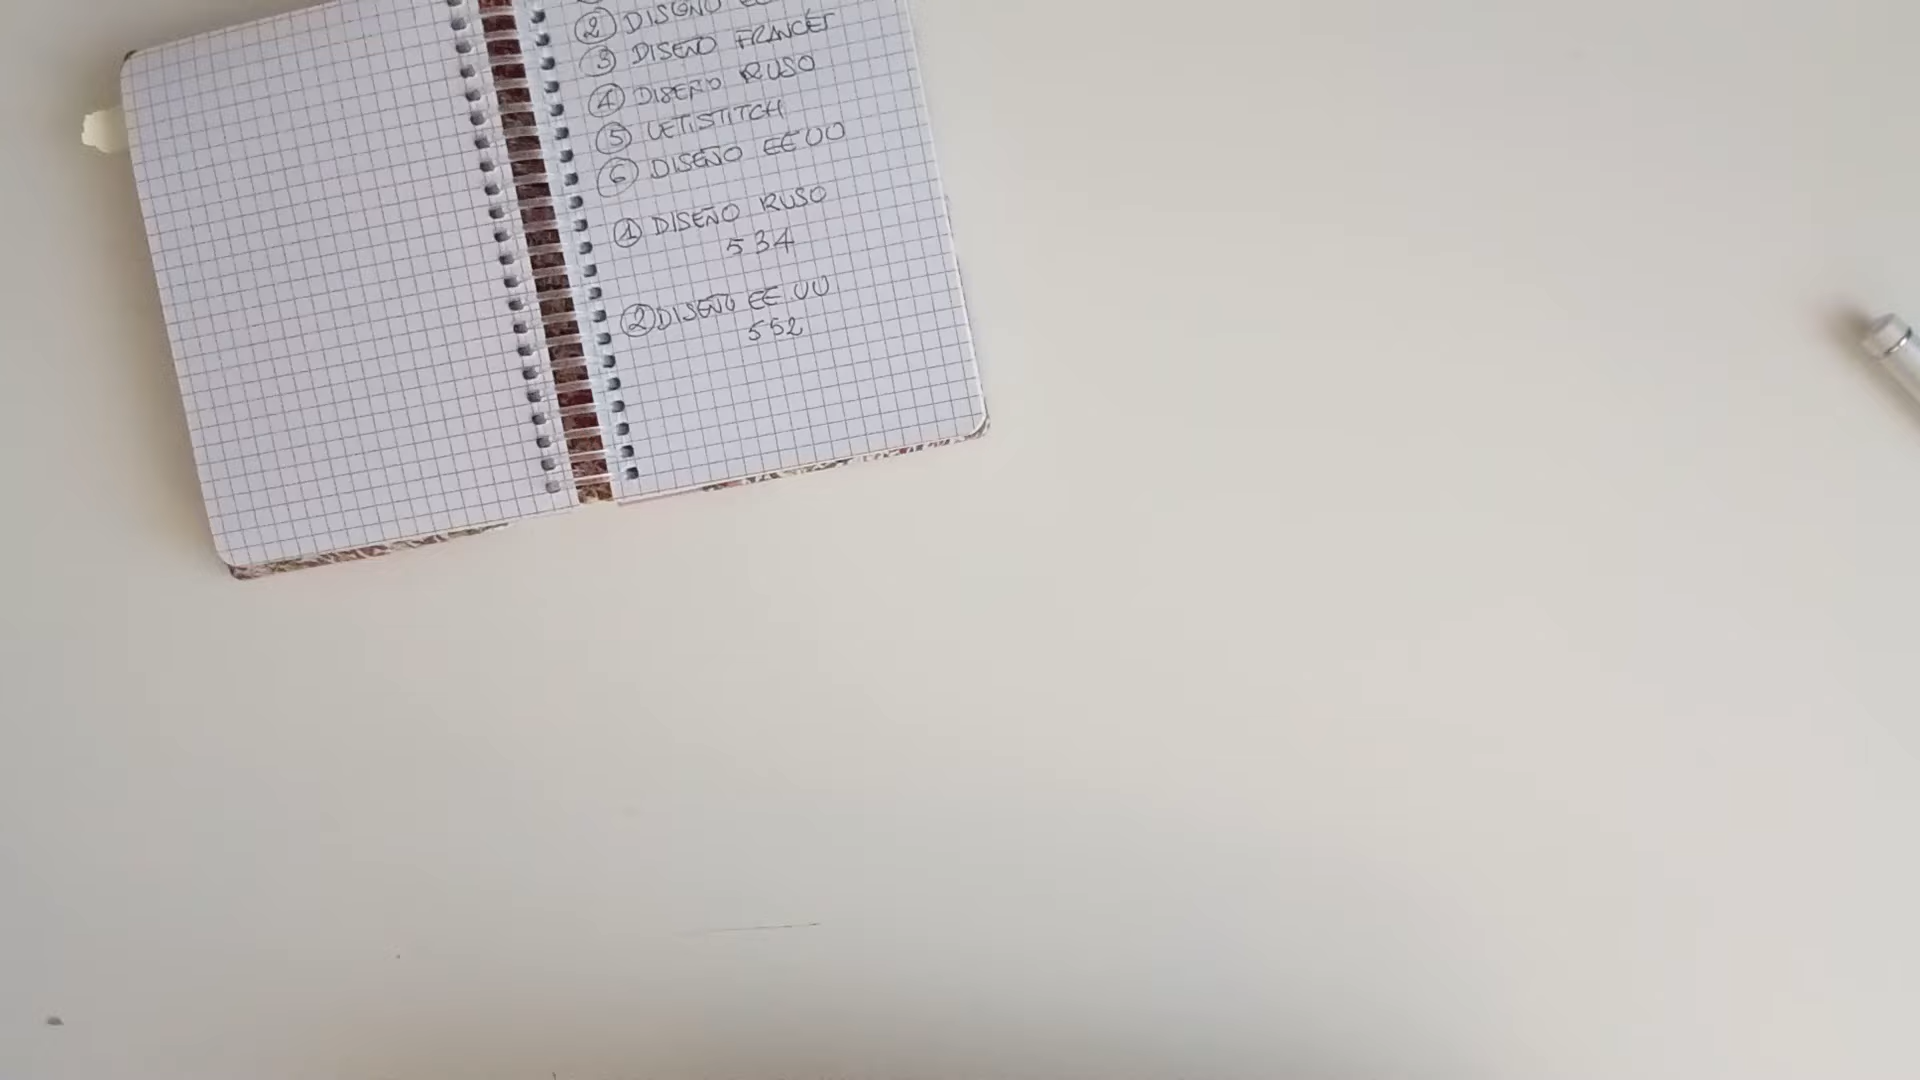 ② DISEÑO
③ DISEÑO FRANCÉS
④ DISEÑO RUSO
⑤ LETISTITCH
⑥ DISEÑO EE UU
① DISEÑO RUSO
534
② DISEÑO EE UU
552